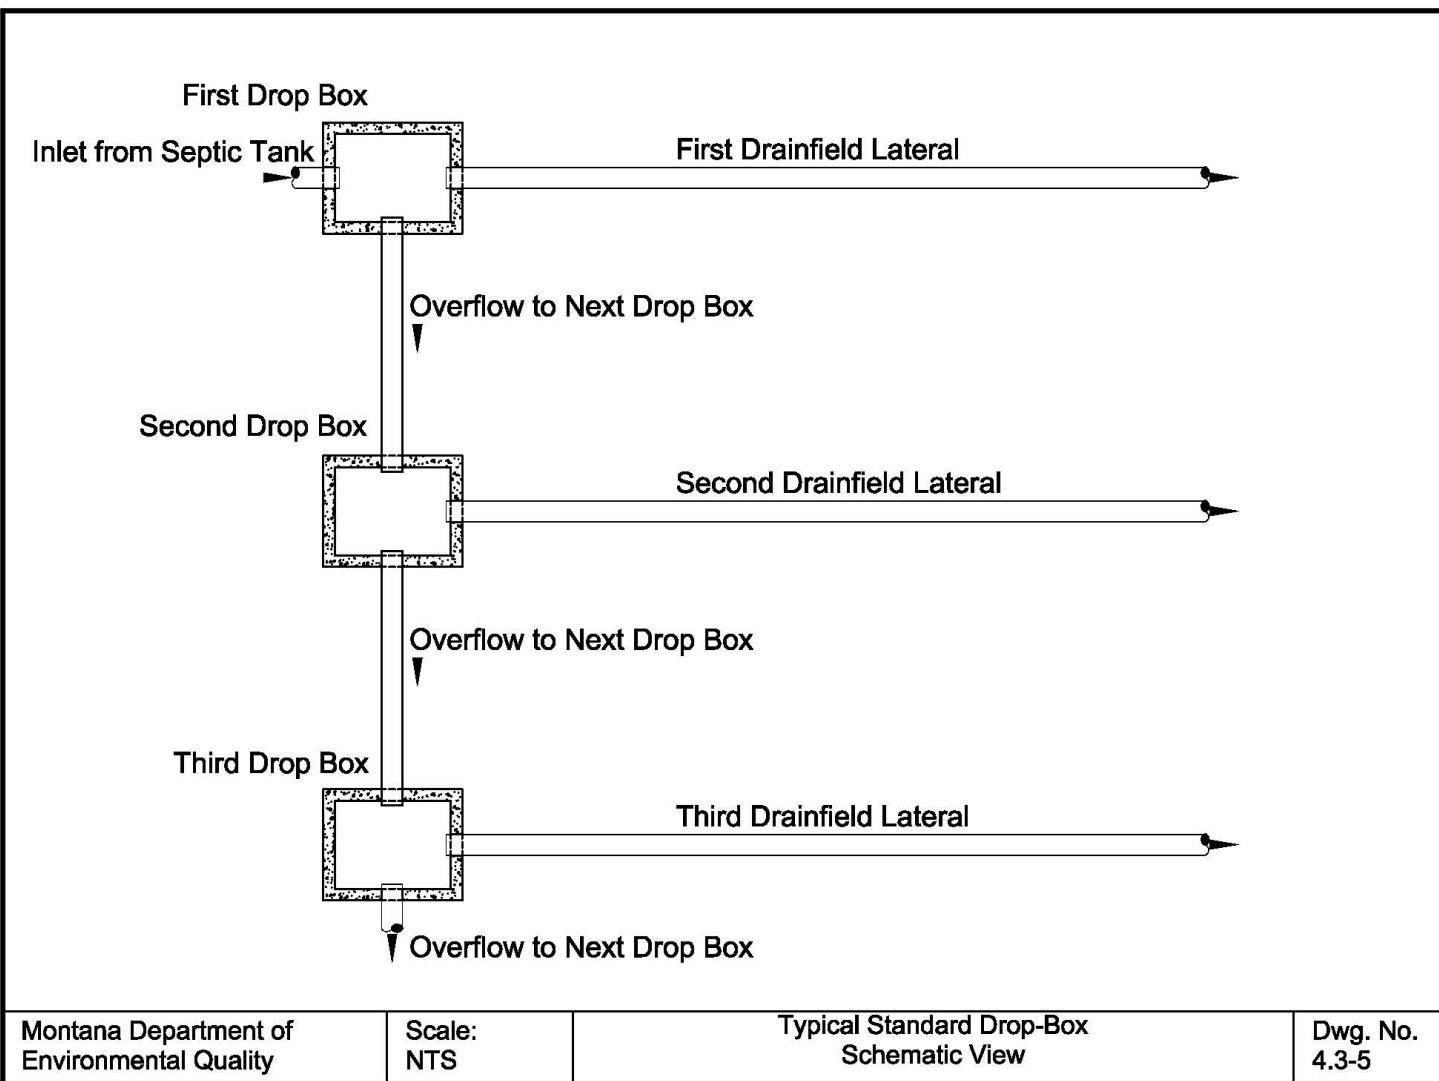 First Drop Box
Inlet from Septic Tank
First Drainfield Lateral
Overflow to Next Drop Box
Second Drop Box
Second Drainfield Lateral
Overflow to Next Drop Box
Third Drop Box
Third Drainfield Lateral
Overflow to Next Drop Box
Montana Department of
Environmental Quality
Scale:
NTS
Typical Standard Drop-Box
Schematic View
Dwg. No.
4.3-5